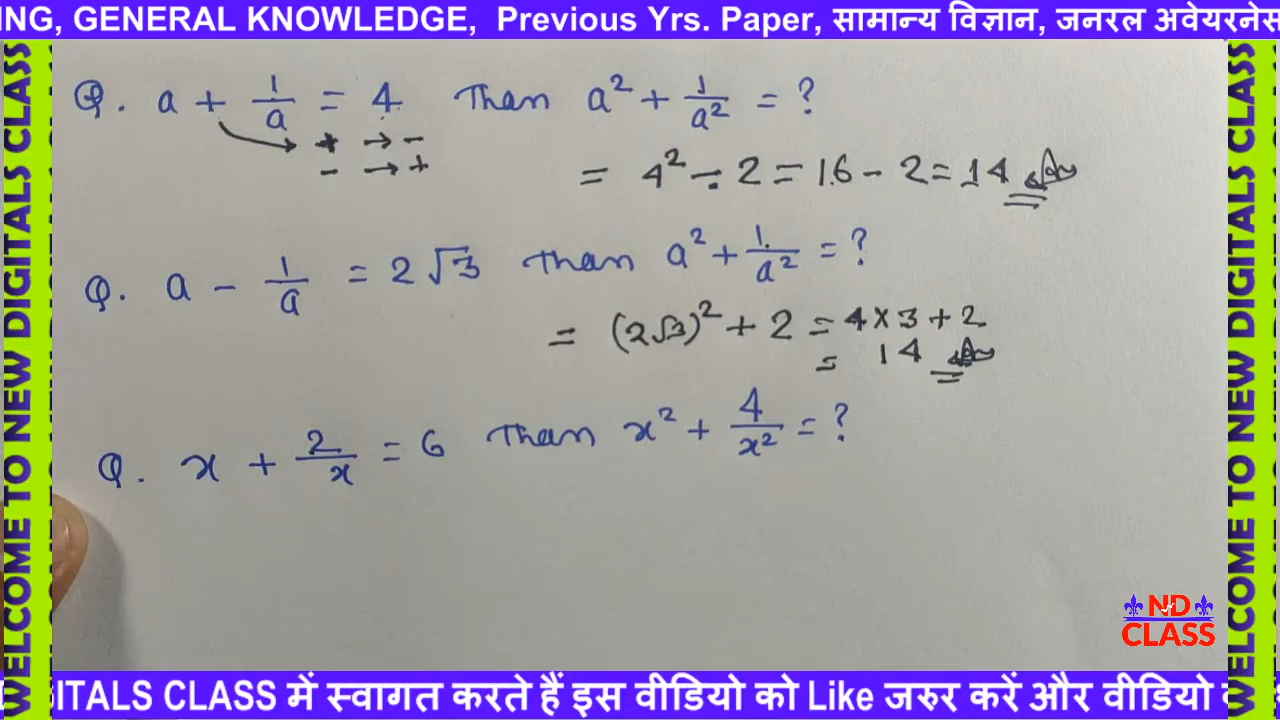 ING, GENERAL KNOWLEDGE, Previous Yrs. Paper, सामान्य विज्ञान, जनरल अवेयरनेस
WELCOME TO NEW DIGITALS CLASS
Q. a + 1/a = 4 Than a² + 1/a² = ?
+ → -
- → +
= 4² ÷ 2 = 16 - 2 = 14
Q. a - 1/a = 2√3 Than a² + 1/a² = ?
= (2√3)² + 2 = 4 x 3 + 2
= 14
Q. x + 2/x = 6 Than x² + 4/x² = ?
ND
CLASS
WELCOME TO NEW DIGITALS CLASS
GITALS CLASS में स्वागत करते हैं इस वीडियो को Like जरुर करें और वीडियो